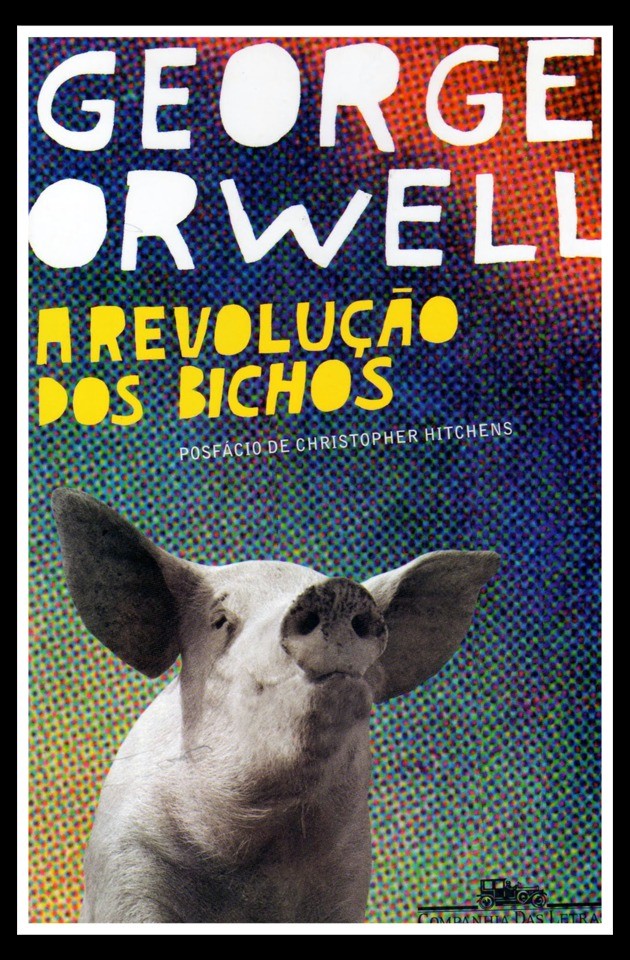 GEORGE
ORWELL
A REVOLUÇÃO
DOS BICHOS
POSFÁCIO DE CHRISTOPHER HITCHENS
COMPANHIA DAS LETRAS